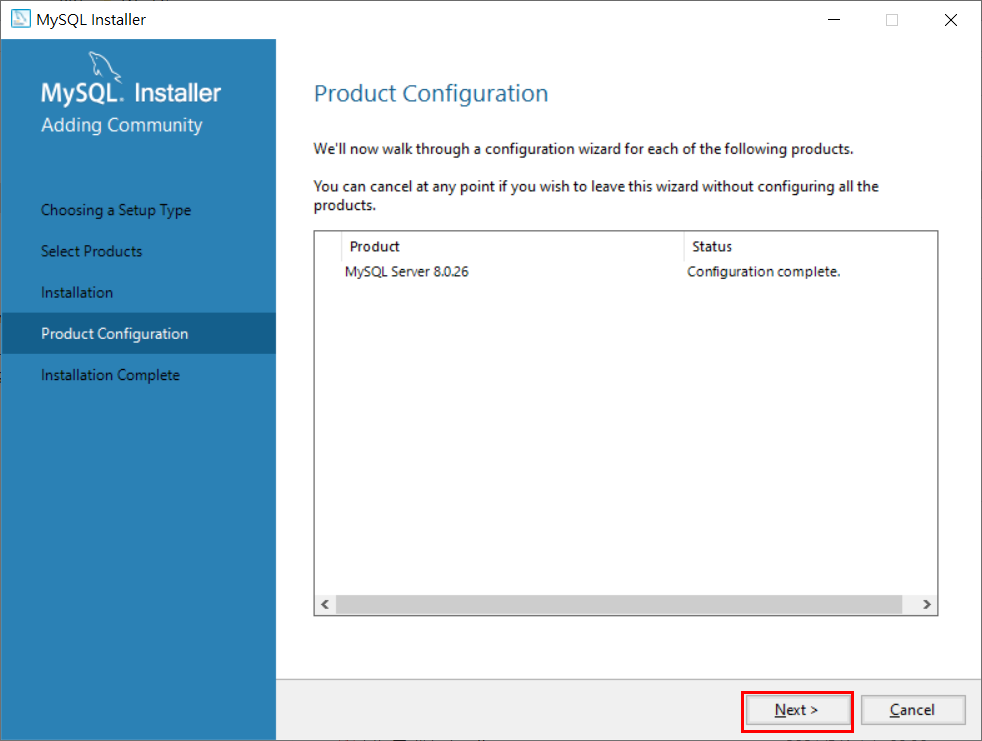 MySQL Installer
MySQL. Installer
Adding Community
Choosing a Setup Type
Select Products
Installation
Product Configuration
Installation Complete
Product Configuration
We'll now walk through a configuration wizard for each of the following products.
You can cancel at any point if you wish to leave this wizard without configuring all the
products.
Product Status
MySQL Server 8.0.26 Configuration complete.
Next > Cancel